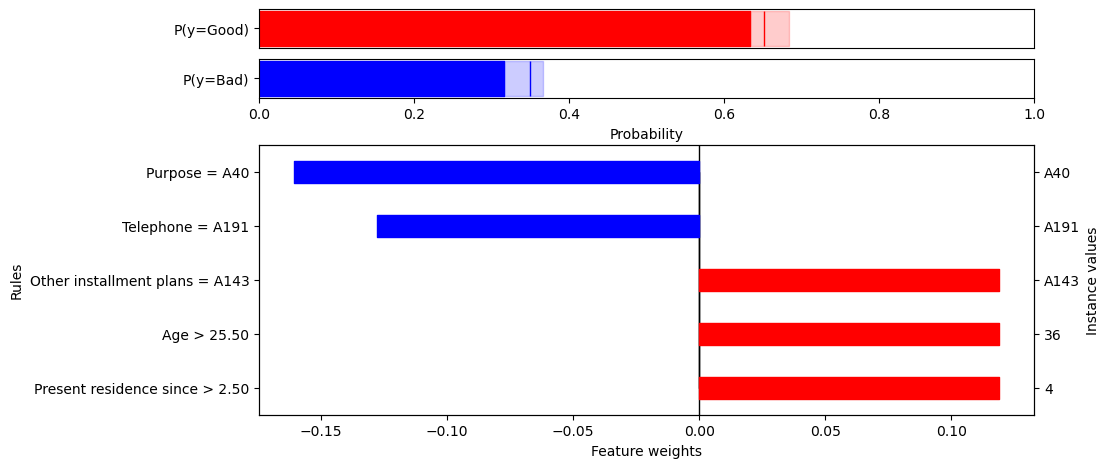 P(y=Good)
P(y=Bad)
0.0 0.2 0.4 0.6 0.8 1.0
Probability
Purpose = A40 A40
Telephone = A191 A191
Other installment plans = A143 A143
Age > 25.50 36
Present residence since > 2.50 4
Rules
Instance values
−0.15 −0.10 −0.05 0.00 0.05 0.10
Feature weights